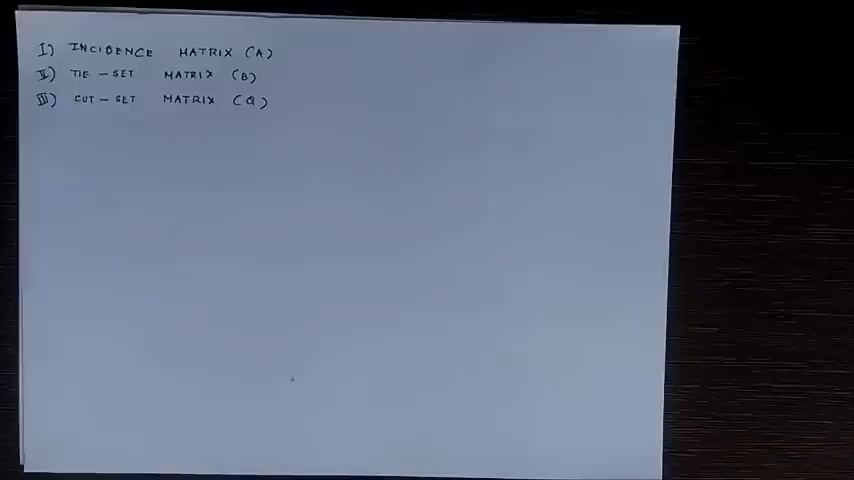 I) INCIDENCE MATRIX (A)
II) TIE - SET MATRIX (B)
III) CUT - SET MATRIX (Q)